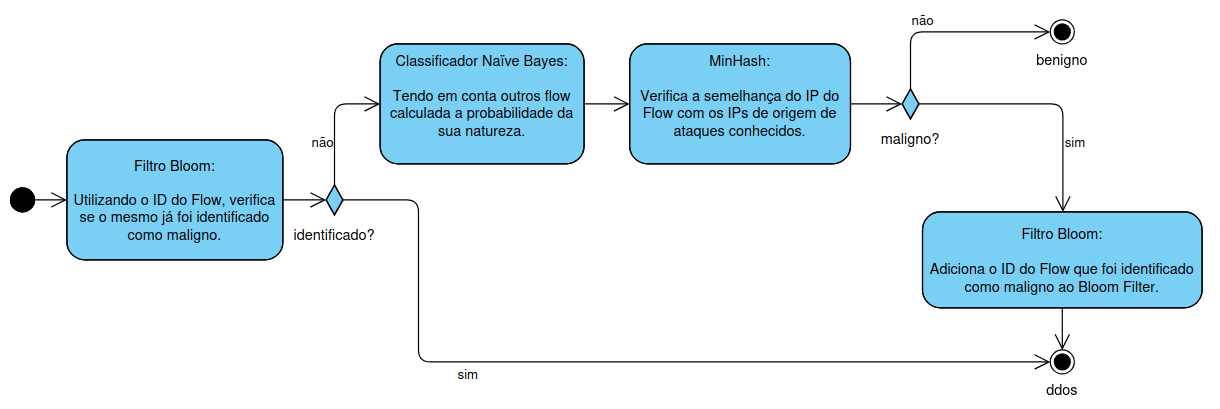 Filtro Bloom:
Utilizando o ID do Flow, verifica
se o mesmo já foi identificado
como maligno.
identificado?
não
sim
Classificador Naïve Bayes:
Tendo em conta outros flow
calculada a probabilidade da
sua natureza.
MinHash:
Verifica a semelhança do IP do
Flow com os IPs de origem de
ataques conhecidos.
maligno?
não
benigno
sim
Filtro Bloom:
Adiciona o ID do Flow que foi identificado
como maligno ao Bloom Filter.
ddos